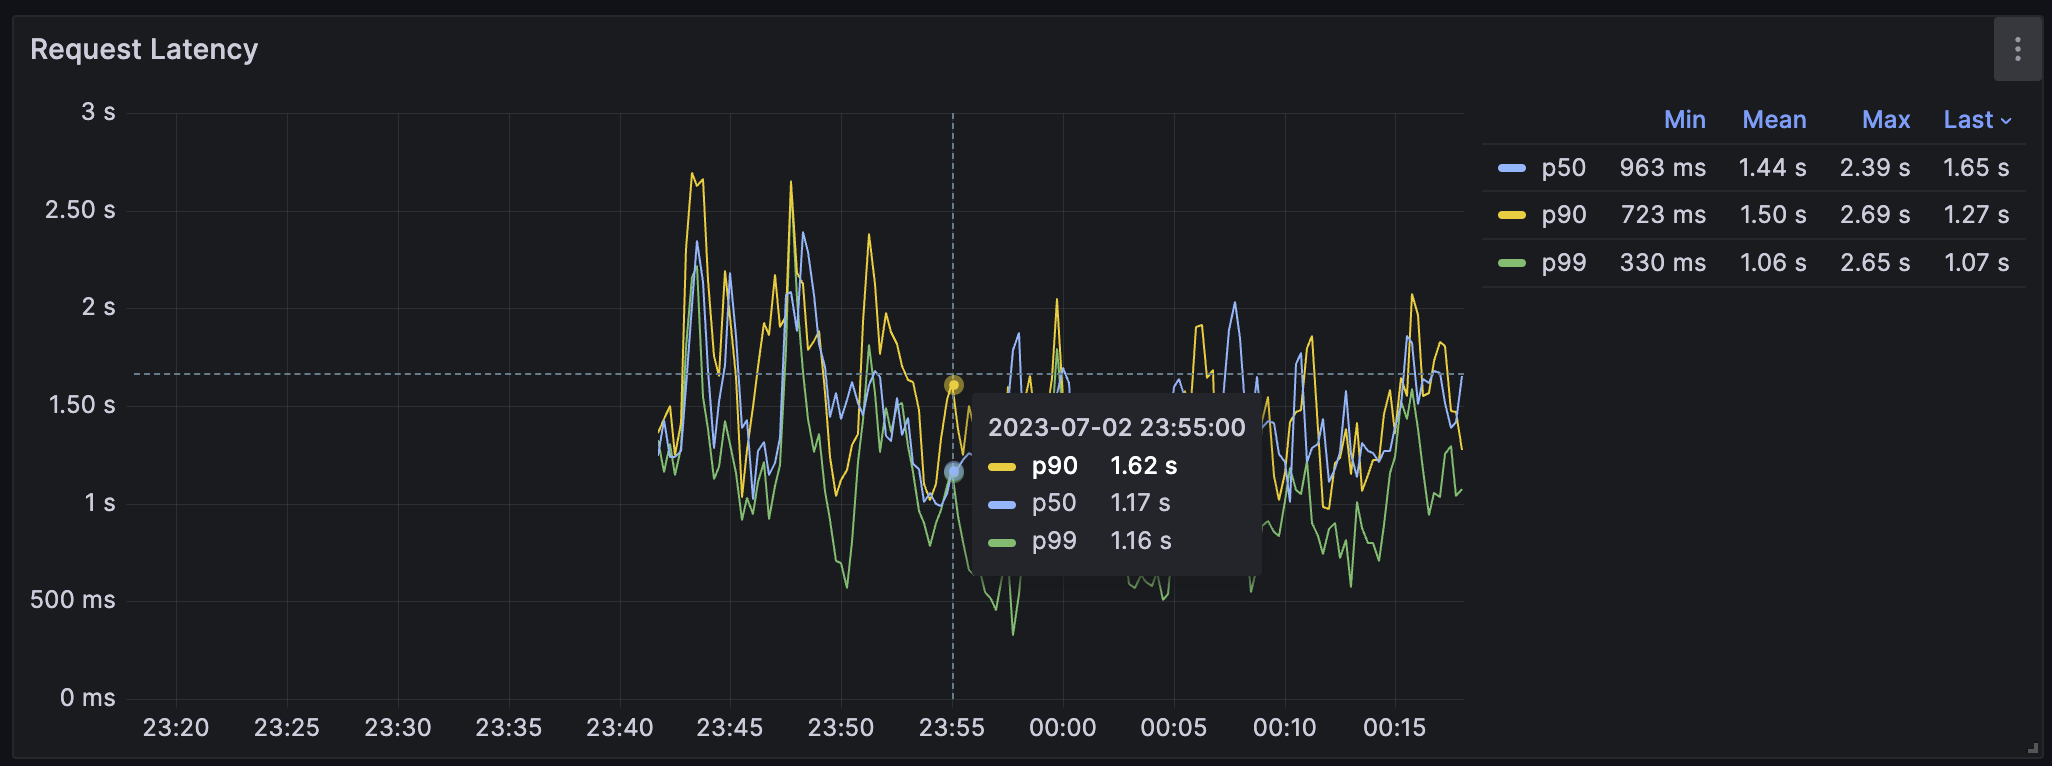 Request Latency
3 s
2.50 s
2 s
1.50 s
1 s
500 ms
0 ms
23:20 23:25 23:30 23:35 23:40 23:45 23:50 23:55 00:00 00:05 00:10 00:15
2023-07-02 23:55:00
p90 1.62 s
p50 1.17 s
p99 1.16 s
Min Mean Max Last
p50 963 ms 1.44 s 2.39 s 1.65 s
p90 723 ms 1.50 s 2.69 s 1.27 s
p99 330 ms 1.06 s 2.65 s 1.07 s